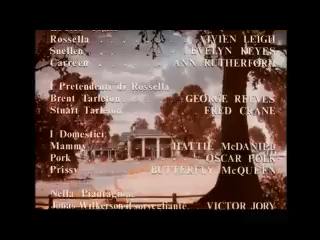 Rossella . . . . . . VIVIEN LEIGH
Suellen . . . . . . EVELYN KEYES
Carreen . . . . . ANN RUTHERFORD
I Pretendenti di Rossella
Brent Tarleton . . . . GEORGE REEVES
Stuart Tarleton . . . . FRED CRANE
I Domestici
Mammy . . . . HATTIE McDANIEL
Pork . . . . . . OSCAR POLK
Prissy . . . . BUTTERFLY McQUEEN
Nella Piantagione
Jonas Wilkerson il sorvegliante. VICTOR JORY